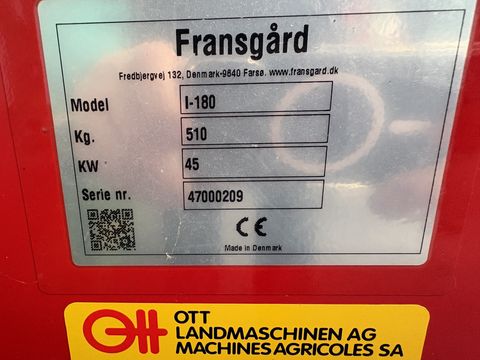 Fransgård
Fredbjergvej 132, Denmark-9640 Farsø. www.fransgard.dk
Model I-180
Kg. 510
KW 45
Serie nr. 47000209
CE
Made in Denmark
Ott OTT
LANDMASCHINEN AG
MACHINES AGRICOLES SA